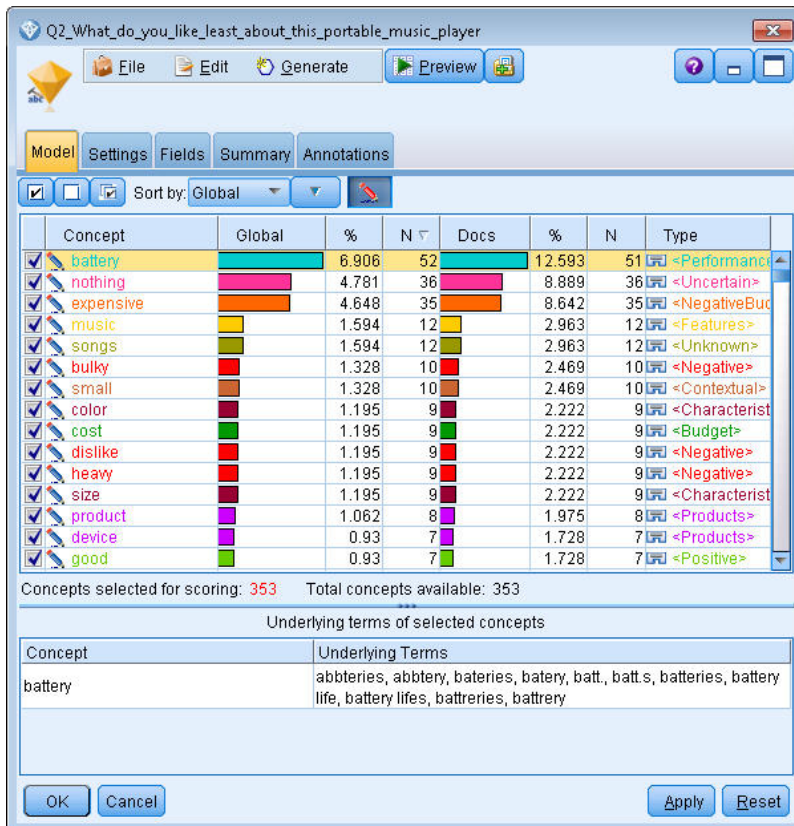 Q2_What_do_you_like_least_about_this_portable_music_player
File Edit Generate Preview
abc
Model Settings Fields Summary Annotations
Sort by: Global
Concept Global % N Docs % N Type
battery 6.906 52 12.593 51 <Performance
nothing 4.781 36 8.889 36 <Uncertain>
expensive 4.648 35 8.642 35 <NegativeBud
music 1.594 12 2.963 12 <Features>
songs 1.594 12 2.963 12 <Unknown>
bulky 1.328 10 2.469 10 <Negative>
small 1.328 10 2.469 10 <Contextual>
color 1.195 9 2.222 9 <Characterist
cost 1.195 9 2.222 9 <Budget>
dislike 1.195 9 2.222 9 <Negative>
heavy 1.195 9 2.222 9 <Negative>
size 1.195 9 2.222 9 <Characterist
product 1.062 8 1.975 8 <Products>
device 0.93 7 1.728 7 <Products>
good 0.93 7 1.728 7 <Positive>
Concepts selected for scoring: 353 Total concepts available: 353
Underlying terms of selected concepts
Concept Underlying Terms
battery abbteries, abbtery, bateries, batery, batt., batt.s, batteries, battery
life, battery lifes, battreries, battrery
OK Cancel Apply Reset